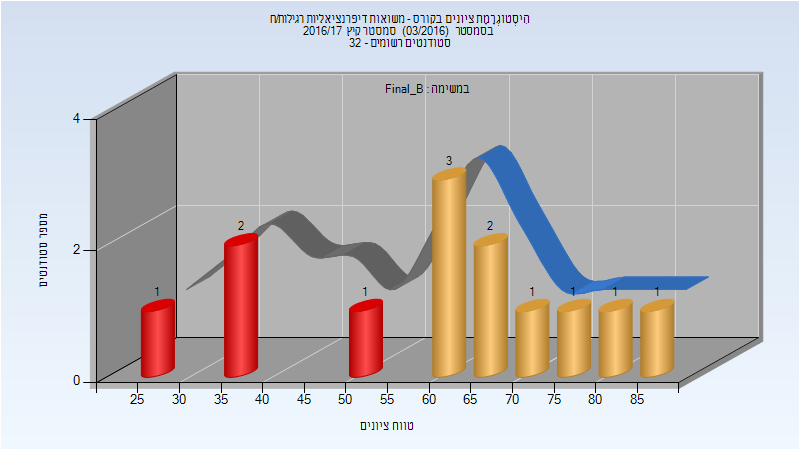 היסטוגרמת ציונים בקורס - משוואות דיפרנציאליות רגילות/ח
בסמסטר (03/2016) סמסטר קיץ 2016/17
סטודנטים רשומים - 32
במשימה : Final_B
מספר סטודנטים
4
2
0
1
2
1
3
2
1
1
1
1
25 30 35 40 45 50 55 60 65 70 75 80 85
טווח ציונים